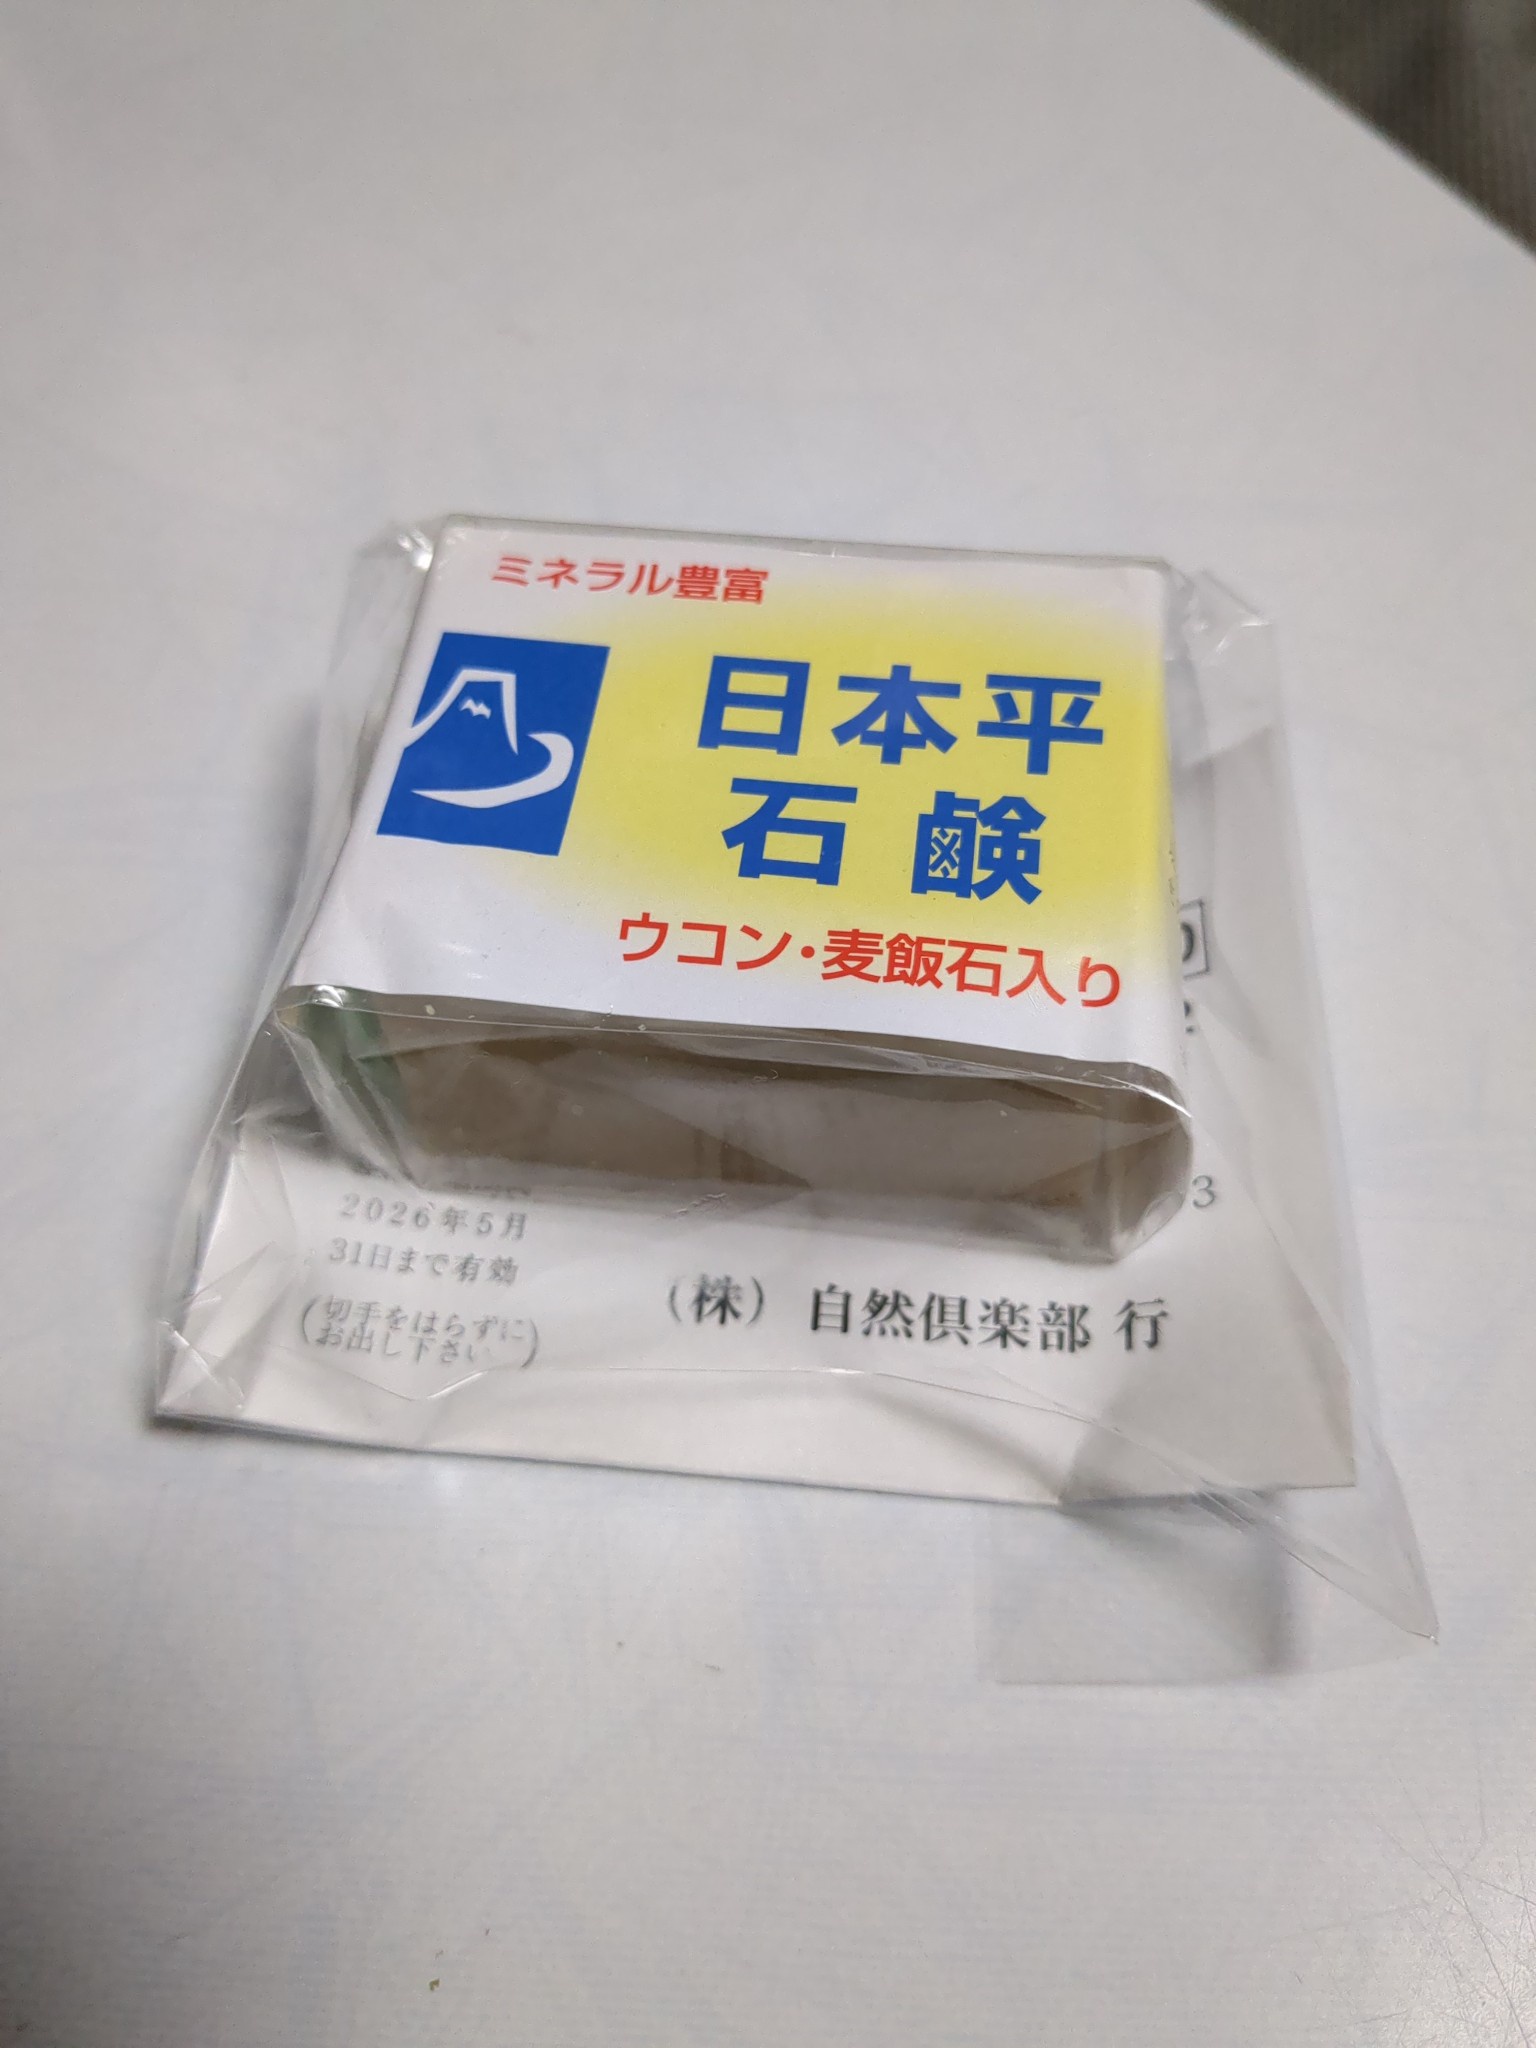 ミネラル豊富
日本平
石鹸
ウコン・麦飯石入り
3
2026年5月
31日まで有効
(切手をはらずに
お出し下さい)
(株) 自然倶楽部 行